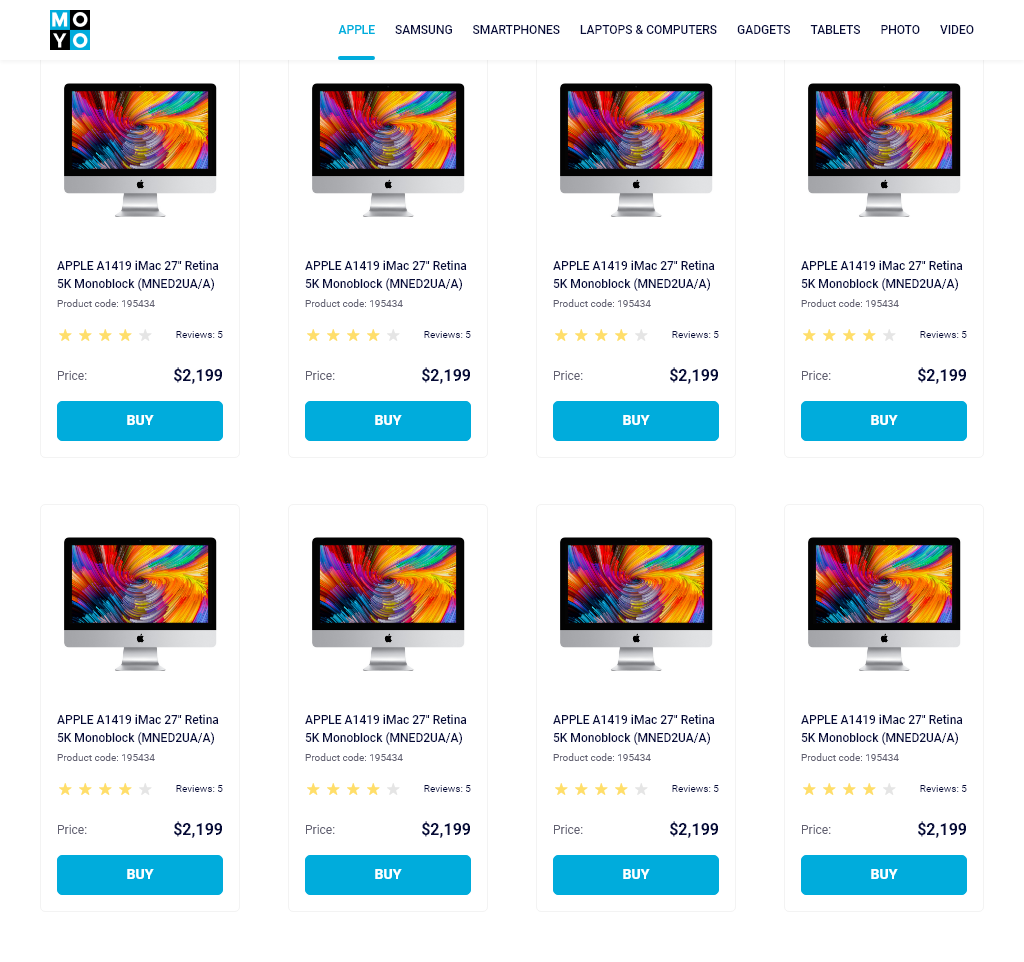 MO
YO
APPLE SAMSUNG SMARTPHONES LAPTOPS & COMPUTERS GADGETS TABLETS PHOTO VIDEO
APPLE A1419 iMac 27" Retina
5K Monoblock (MNED2UA/A)
Product code: 195434
Reviews: 5
Price: $2,199
BUY
APPLE A1419 iMac 27" Retina
5K Monoblock (MNED2UA/A)
Product code: 195434
Reviews: 5
Price: $2,199
BUY
APPLE A1419 iMac 27" Retina
5K Monoblock (MNED2UA/A)
Product code: 195434
Reviews: 5
Price: $2,199
BUY
APPLE A1419 iMac 27" Retina
5K Monoblock (MNED2UA/A)
Product code: 195434
Reviews: 5
Price: $2,199
BUY
APPLE A1419 iMac 27" Retina
5K Monoblock (MNED2UA/A)
Product code: 195434
Reviews: 5
Price: $2,199
BUY
APPLE A1419 iMac 27" Retina
5K Monoblock (MNED2UA/A)
Product code: 195434
Reviews: 5
Price: $2,199
BUY
APPLE A1419 iMac 27" Retina
5K Monoblock (MNED2UA/A)
Product code: 195434
Reviews: 5
Price: $2,199
BUY
APPLE A1419 iMac 27" Retina
5K Monoblock (MNED2UA/A)
Product code: 195434
Reviews: 5
Price: $2,199
BUY